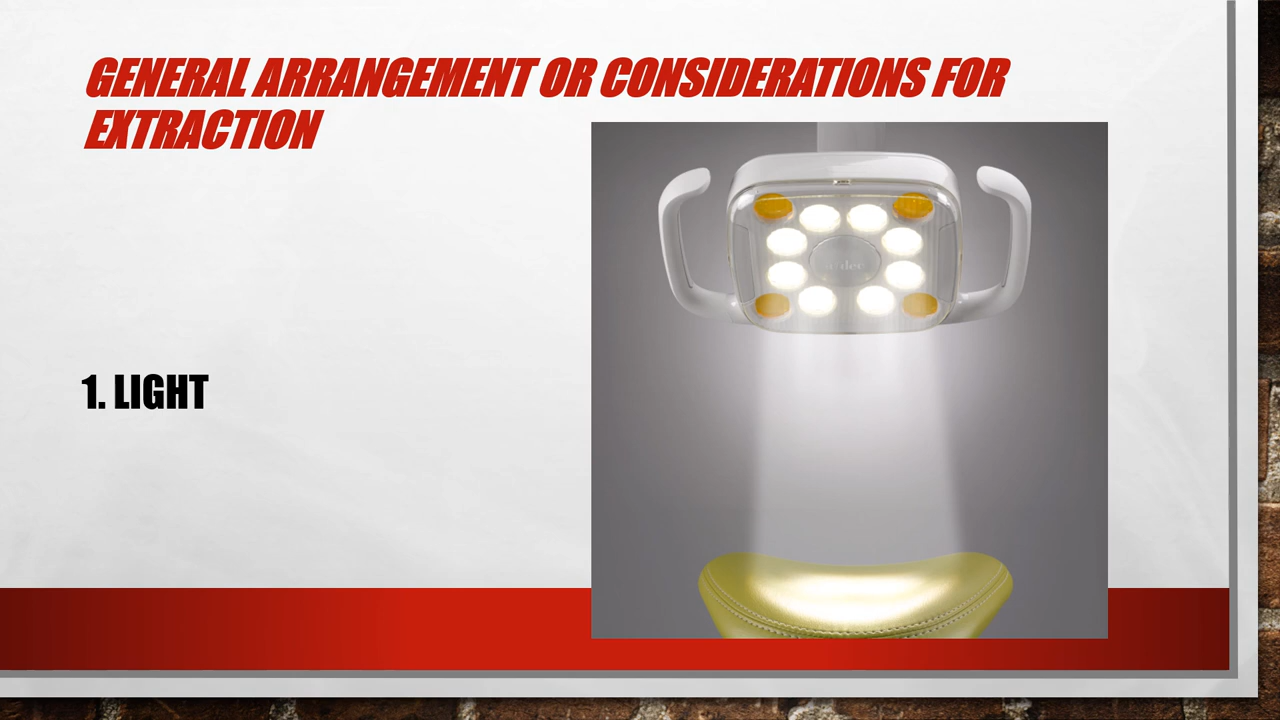 GENERAL ARRANGEMENT OR CONSIDERATIONS FOR
EXTRACTION
1. LIGHT